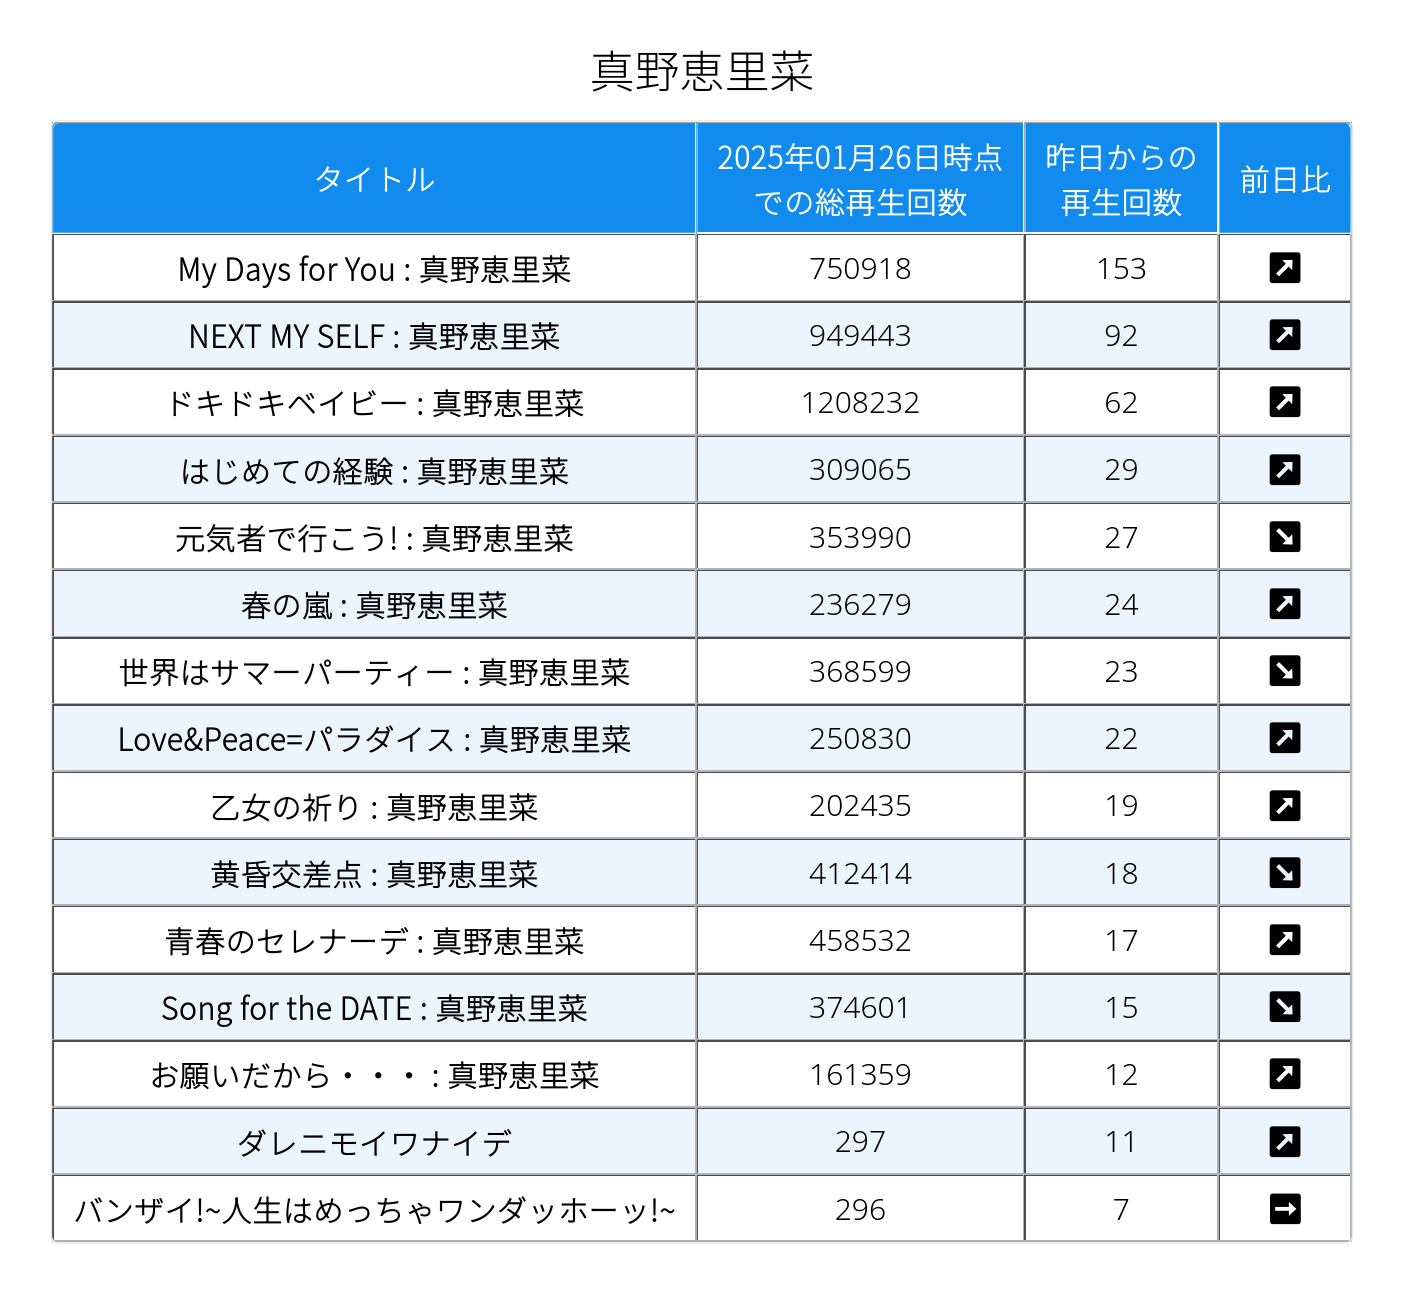 真野恵里菜
タイトル 2025年01月26日時点での総再生回数 昨日からの再生回数 前日比
My Days for You : 真野恵里菜 750918 153 ↗
NEXT MY SELF : 真野恵里菜 949443 92 ↗
ドキドキベイビー : 真野恵里菜 1208232 62 ↗
はじめての経験 : 真野恵里菜 309065 29 ↗
元気者で行こう! : 真野恵里菜 353990 27 ↘
春の嵐 : 真野恵里菜 236279 24 ↗
世界はサマーパーティー : 真野恵里菜 368599 23 ↘
Love&Peace=パラダイス : 真野恵里菜 250830 22 ↗
乙女の祈り : 真野恵里菜 202435 19 ↗
黄昏交差点 : 真野恵里菜 412414 18 ↘
青春のセレナーデ : 真野恵里菜 458532 17 ↗
Song for the DATE : 真野恵里菜 374601 15 ↘
お願いだから・・・ : 真野恵里菜 161359 12 ↗
ダレニモイワナイデ 297 11 ↗
バンザイ!~人生はめっちゃワンダッホーッ!~ 296 7 →